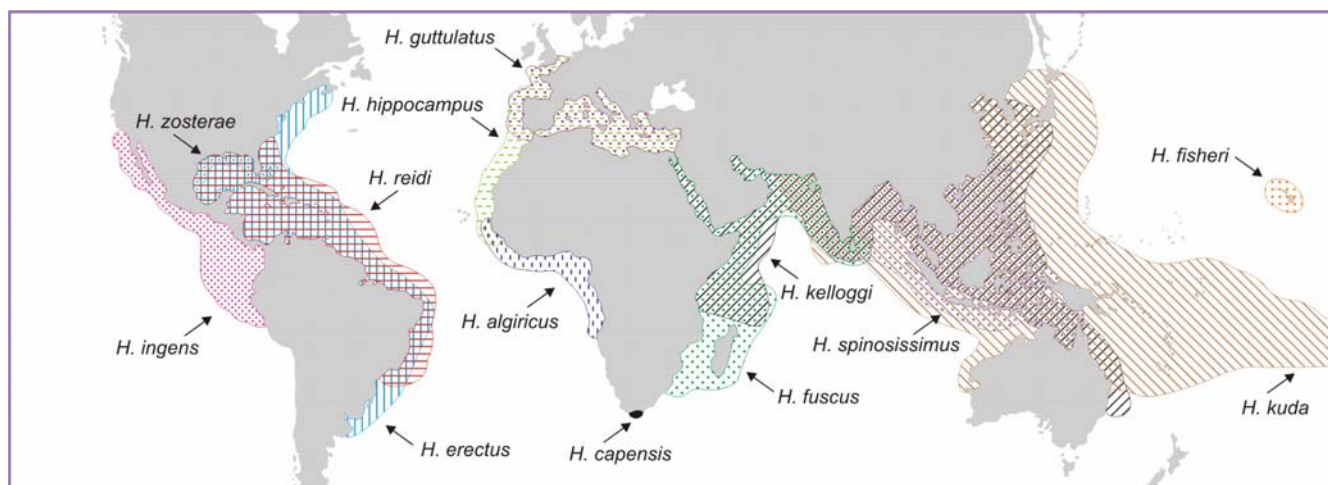 H. guttulatus
H. hippocampus
H. zosterae
H. fisheri
H. reidi
H. kelloggi
H. algiricus
H. ingens
H. spinosissimus
H. fuscus
H. kuda
H. erectus
H. capensis